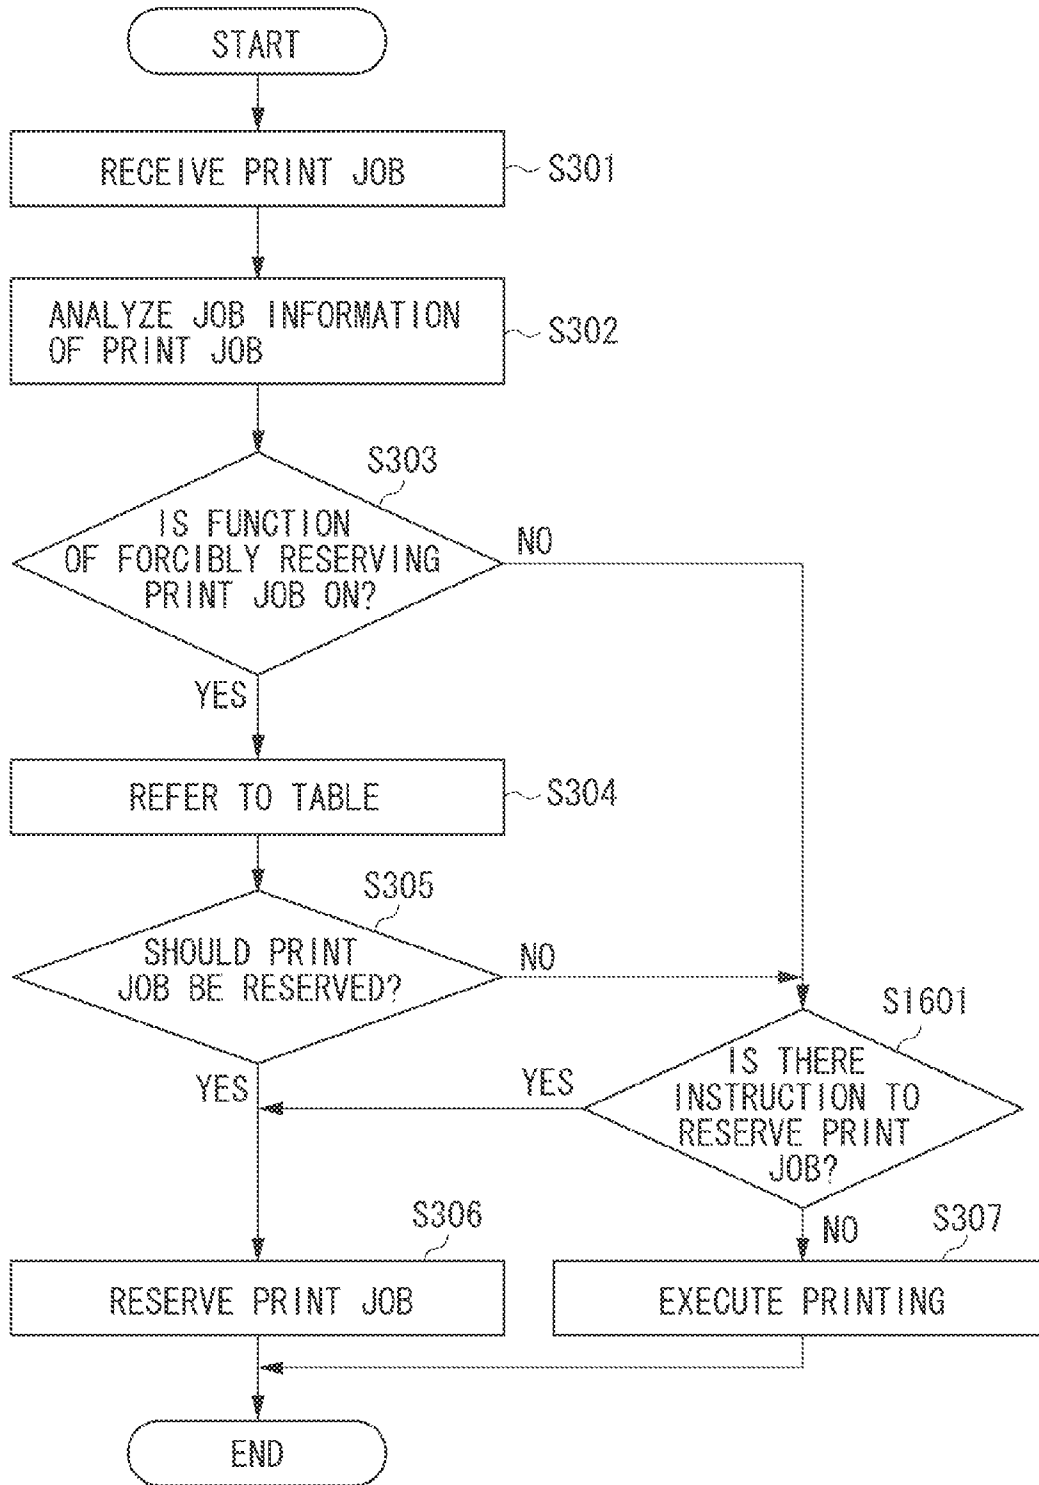 START
RECEIVE PRINT JOB
S301
ANALYZE JOB INFORMATION
OF PRINT JOB
S302
S303
IS FUNCTION
OF FORCIBLY RESERVING
PRINT JOB ON?
NO
YES
REFER TO TABLE
S304
S305
SHOULD PRINT
JOB BE RESERVED?
NO
YES
S1601
IS THERE
INSTRUCTION TO
RESERVE PRINT
JOB?
YES
NO
S306
RESERVE PRINT JOB
S307
EXECUTE PRINTING
END